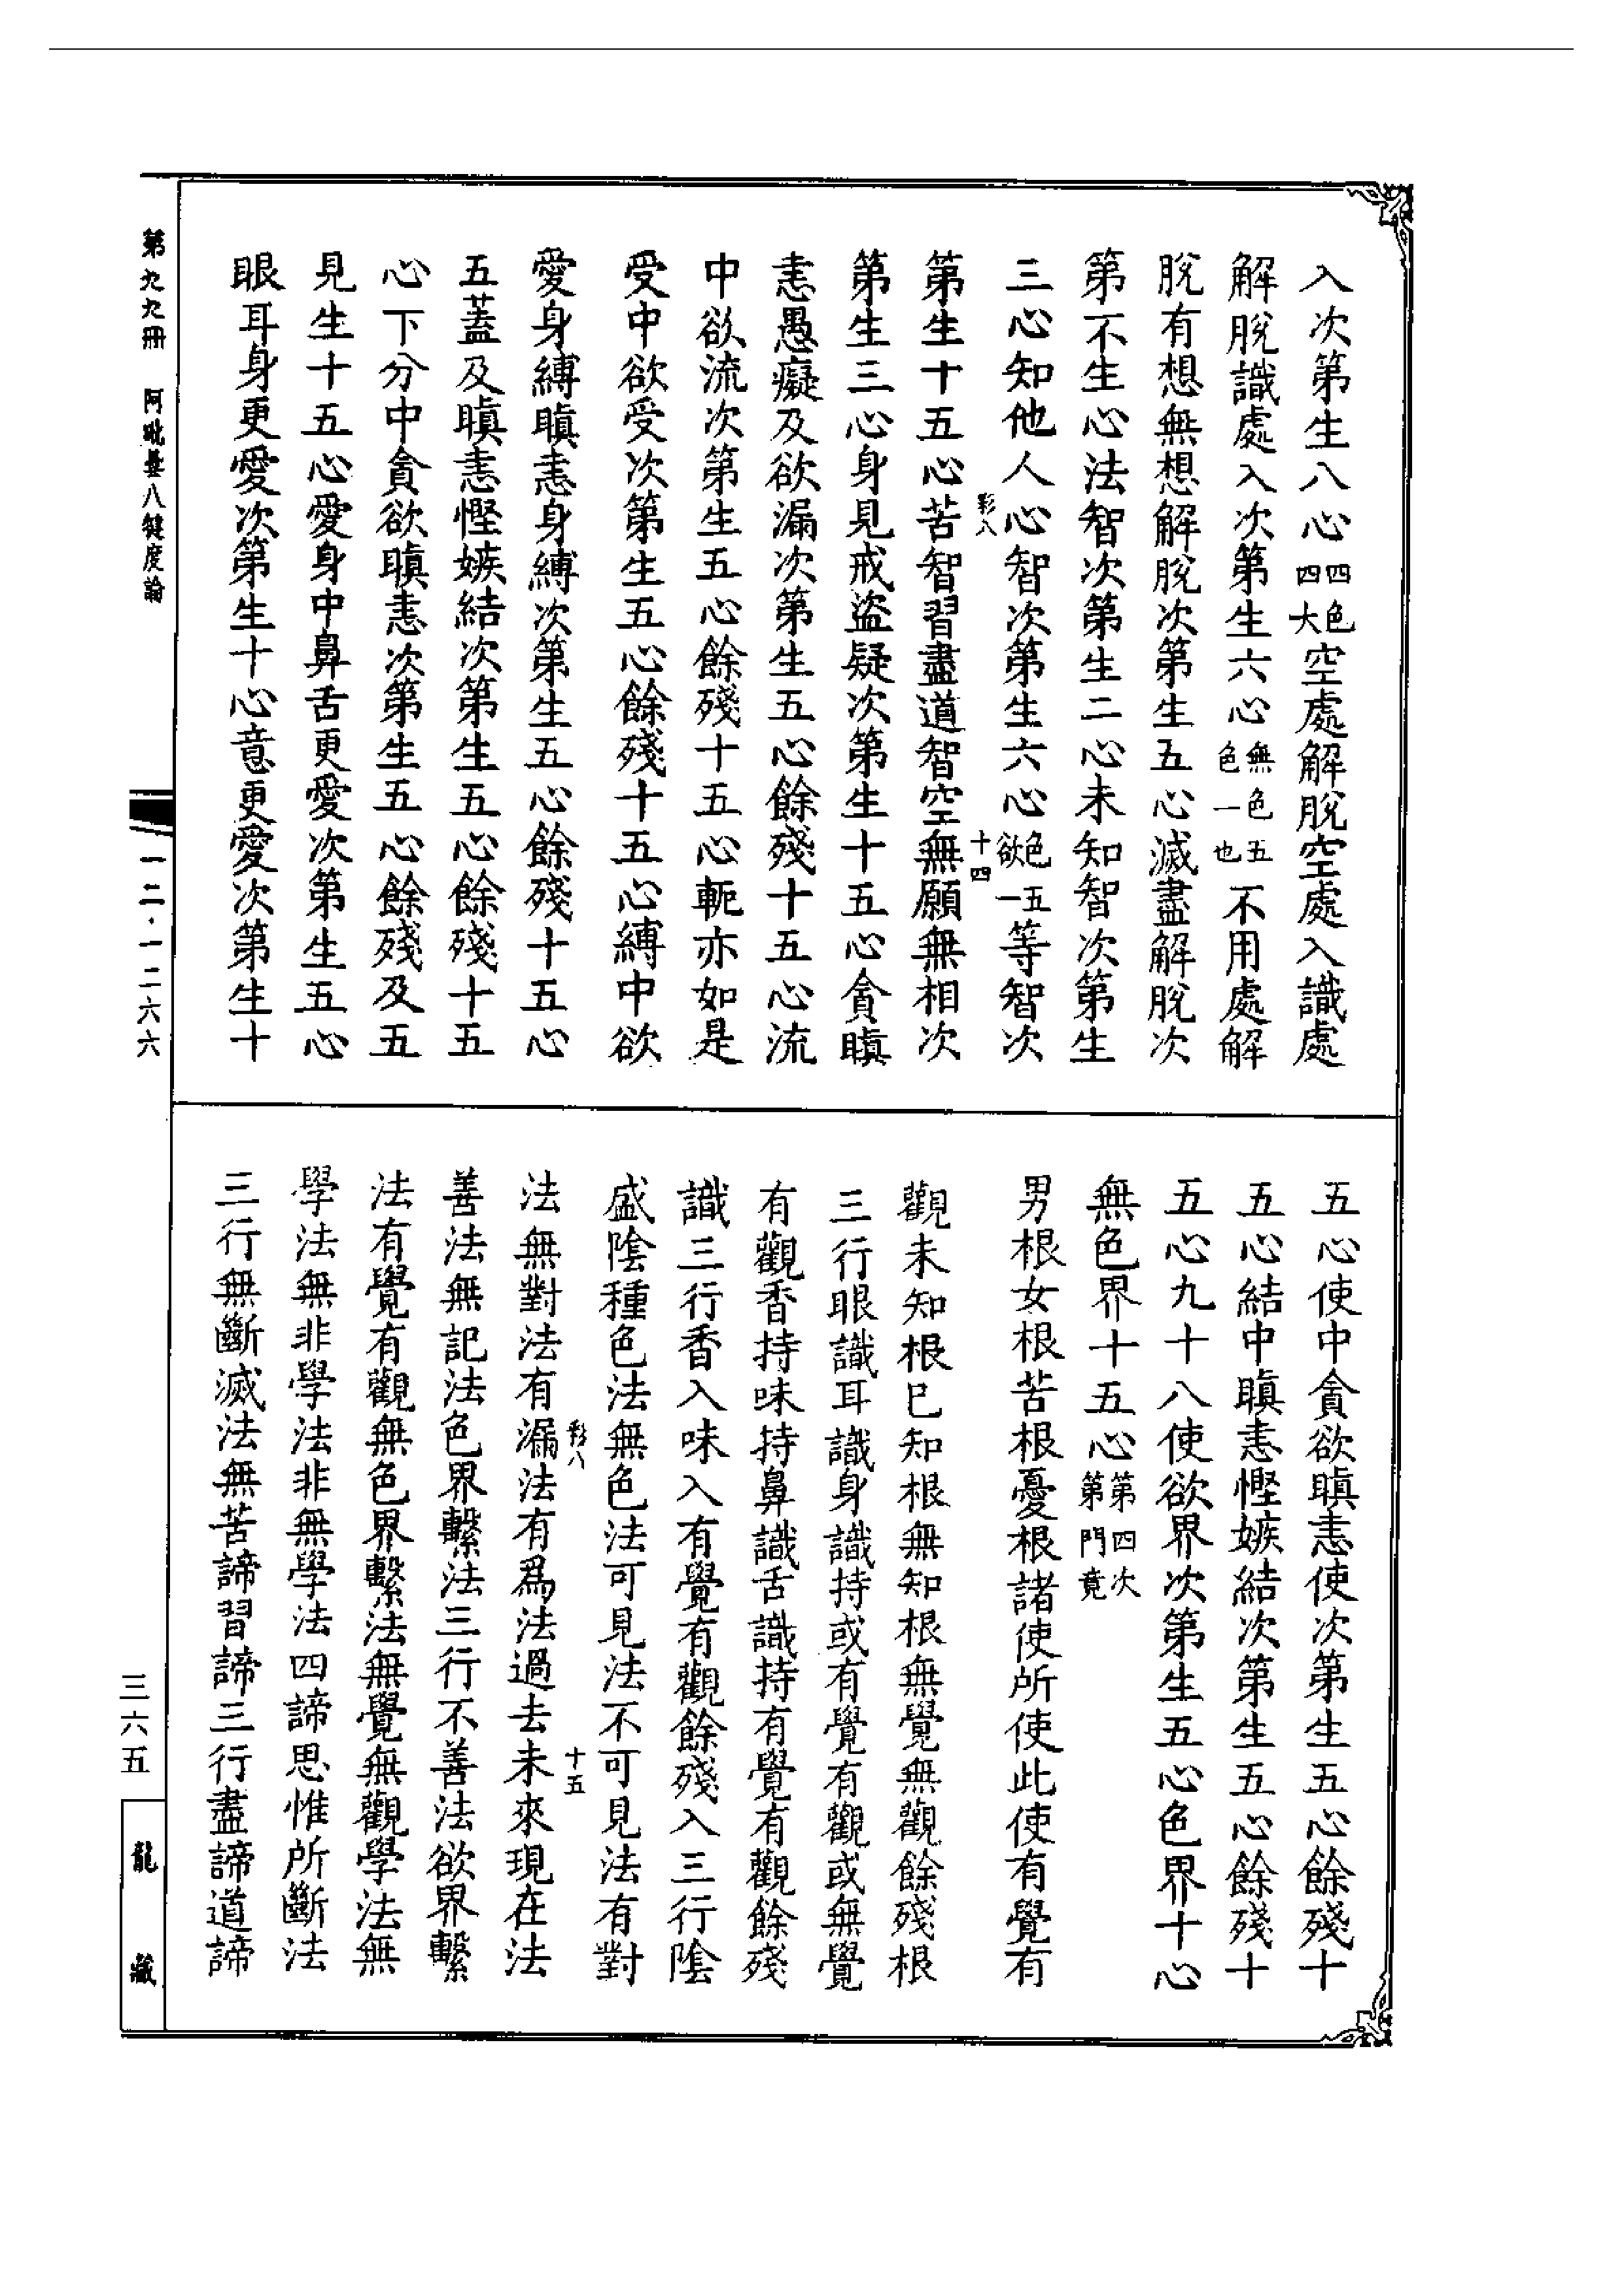 入次第生八心四色四大空處解脫空處入識處
解脫識處入次第生六心無色五色一也不用處解
脫有想無想解脫次第生五心滅盡解脫次
第不生心法智次第生二心未知智次第生
三心知他人心智次第生六心色五欲一等智次
第生十五心苦智習盡道智空無願無相次
第生三心身見戒盜疑次第生十五心貪瞋
恚愚癡及欲漏次第生五心餘殘十五心流
中欲流次第生五心餘殘十五心軛亦如是
受中欲受次第生五心餘殘十五心縛中欲
愛身縛瞋恚身縛次第生五心餘殘十五心
五蓋及瞋恚慳嫉結次第生五心餘殘十五
心下分中貪欲瞋恚次第生五心餘殘及五
見生十五心愛身中鼻舌更愛次第生五心
眼耳身更愛次第生十心意更愛次第生十
五心使中貪欲瞋恚使次第生五心餘殘十
五心結中瞋恚慳嫉結次第生五心餘殘十
五心九十八使欲界次第生五心色界十心
無色界十五心第四次第門竟
男根女根苦根憂根諸使所使此使有覺有
觀未知根已知根無知根無覺無觀餘殘根
三行眼識耳識身識持或有覺有觀或無覺
有觀香持味持鼻識舌識持有覺有觀餘殘
識三行香入味入有覺有觀餘殘入三行陰
盛陰種色法無色法可見法不可見法有對
法無對法有漏法有為法過去未來現在法
善法無記法色界繫法三行不善法欲界繫
法有覺有觀無色界繫法無覺無觀學法無
學法無非學法非無學法四諦思惟所斷法
三行無斷滅法無苦諦習諦三行盡諦道諦
第九九冊 阿毗曇八犍度論
一二·一二六六
三六五
龍藏
影八
十四
影八
十五